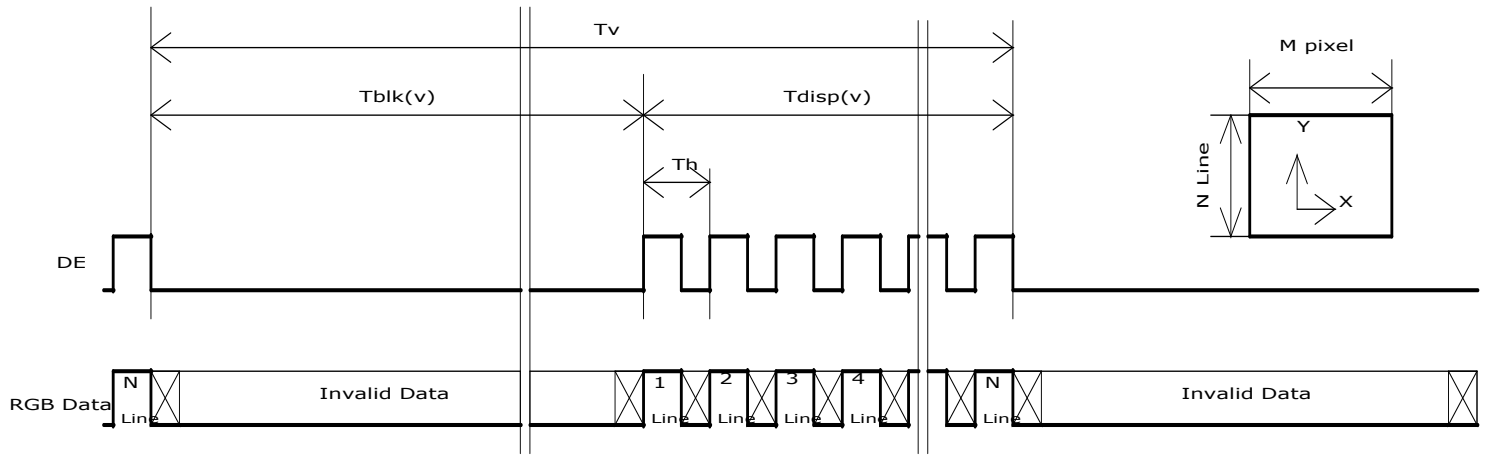 Tv
M pixel
Tblk(v)
Tdisp(v)
Y
Th
N Line
X
DE
N
1
2
3
4
N
Invalid Data
Invalid Data
RGB Data
Line
Line
Line
Line
Line
Line